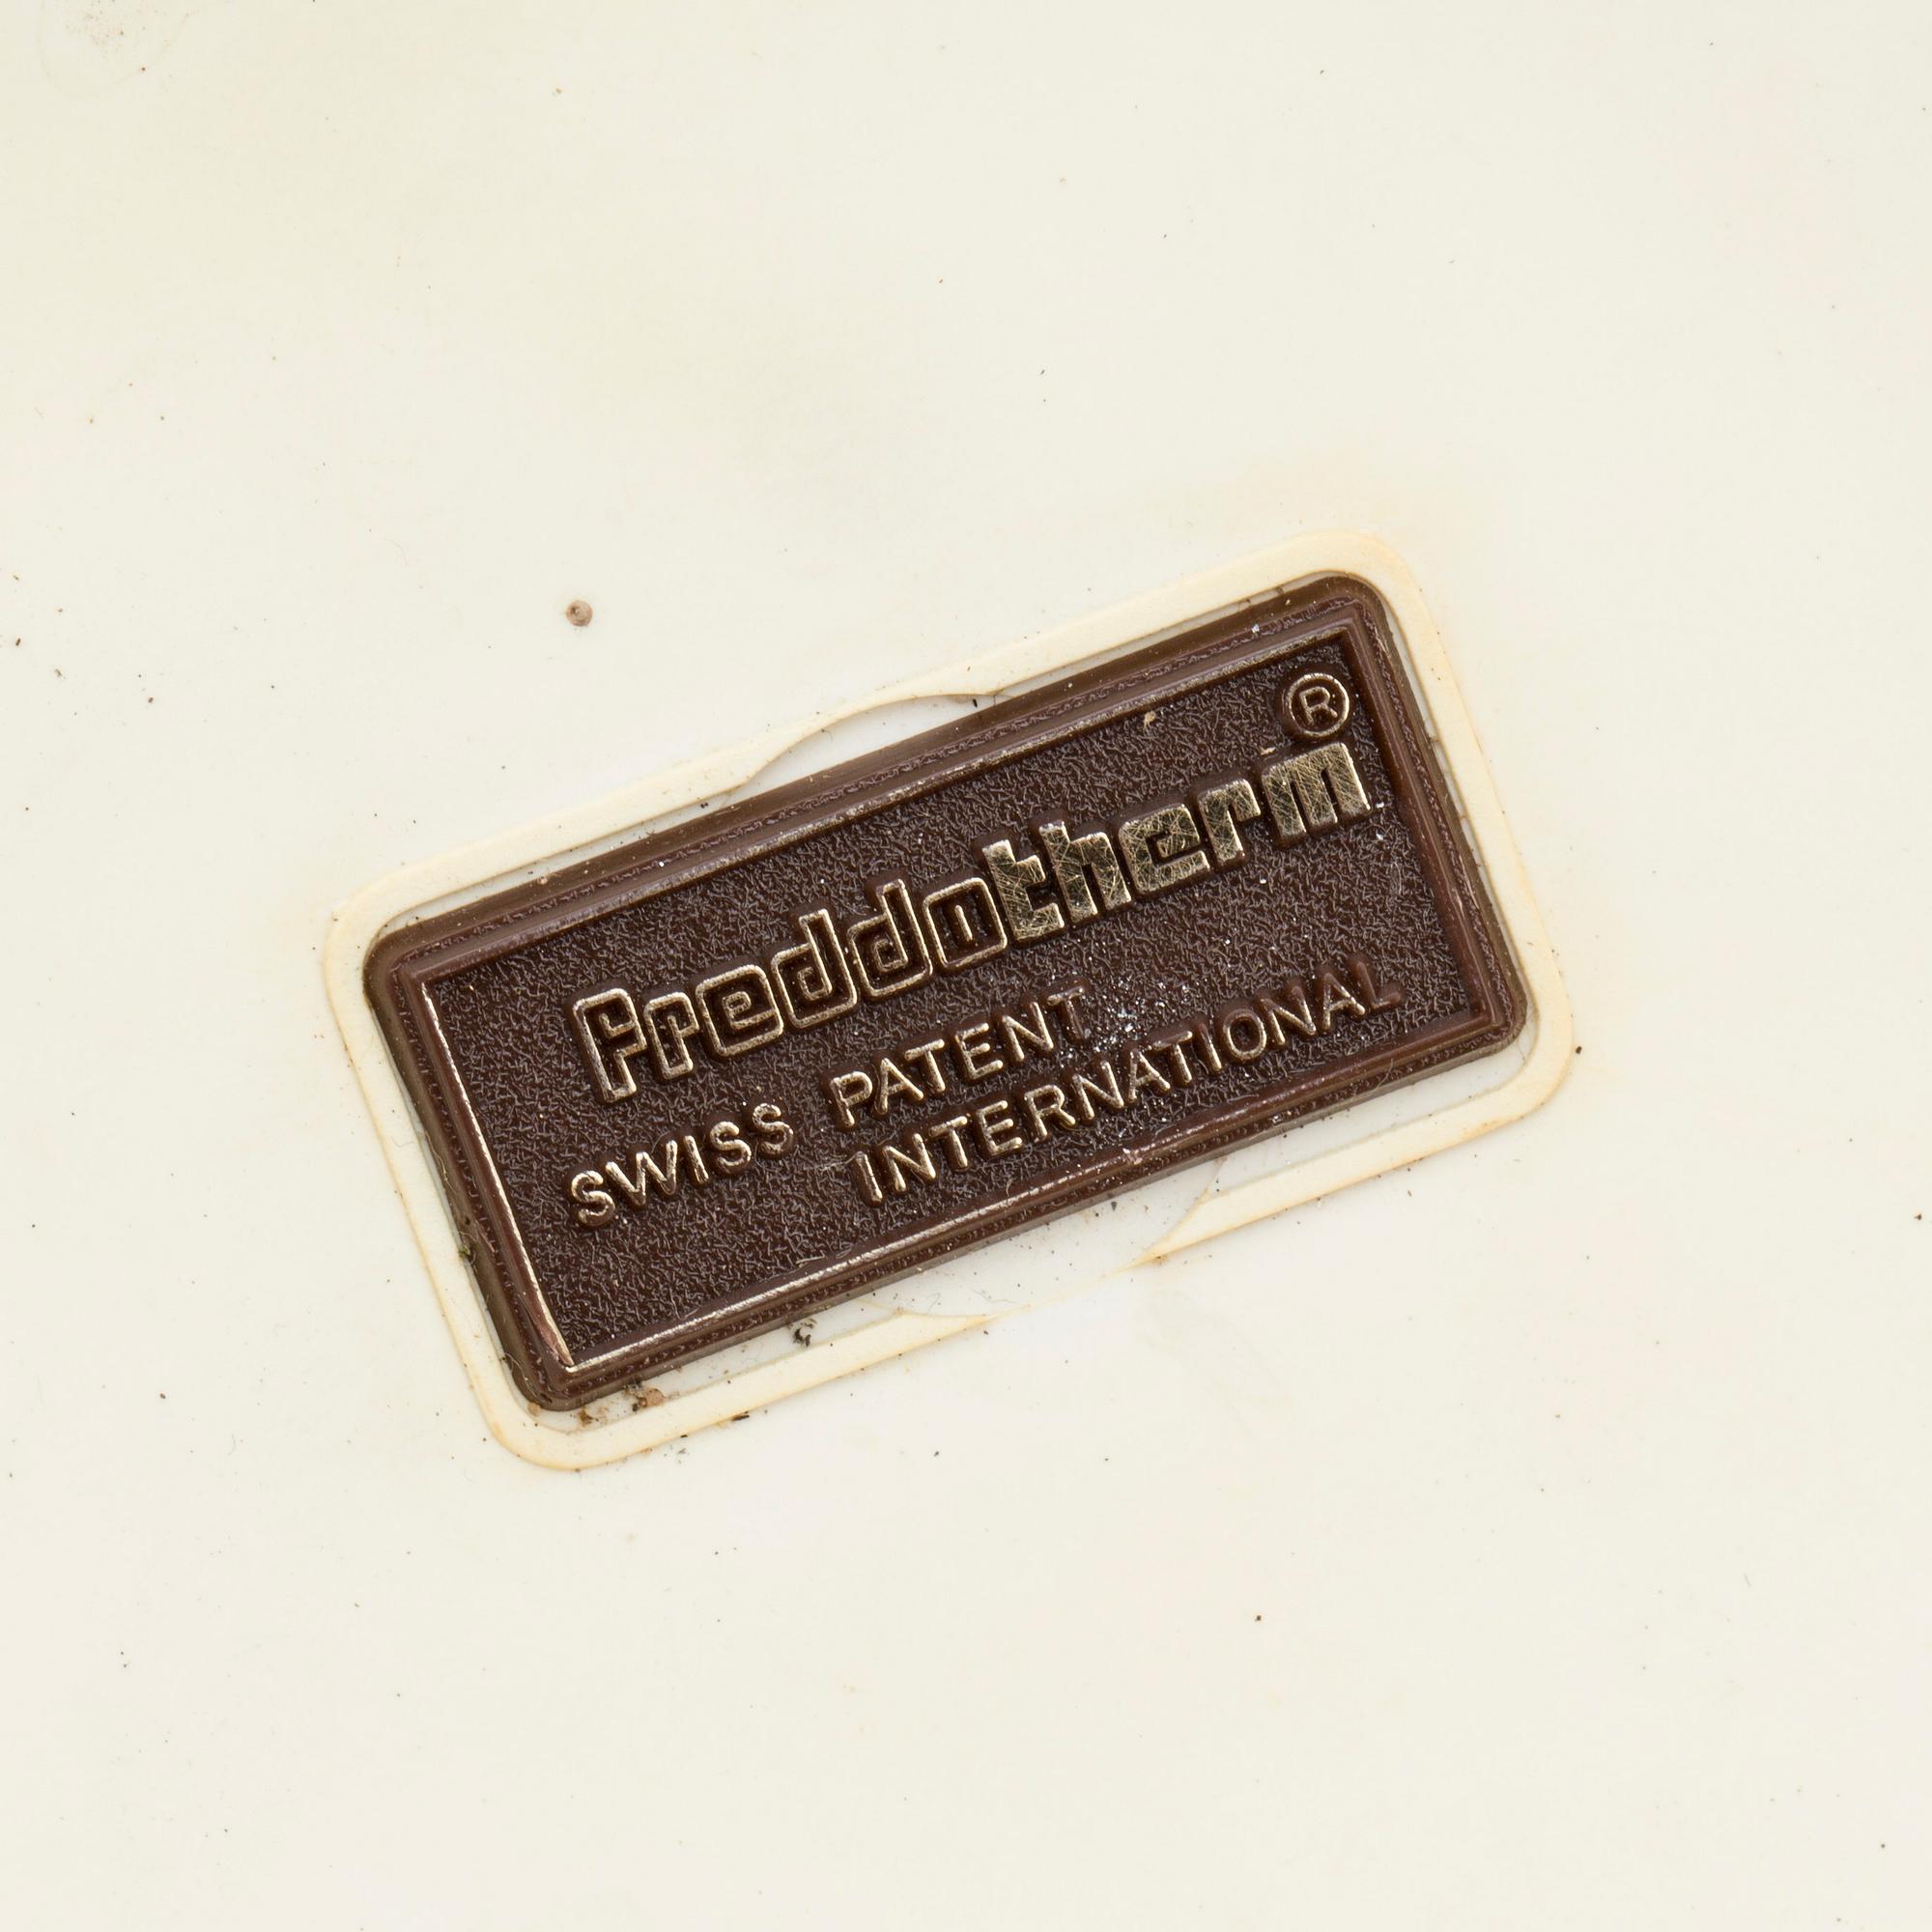 freddotherm®
SWISS PATENT
INTERNATIONAL